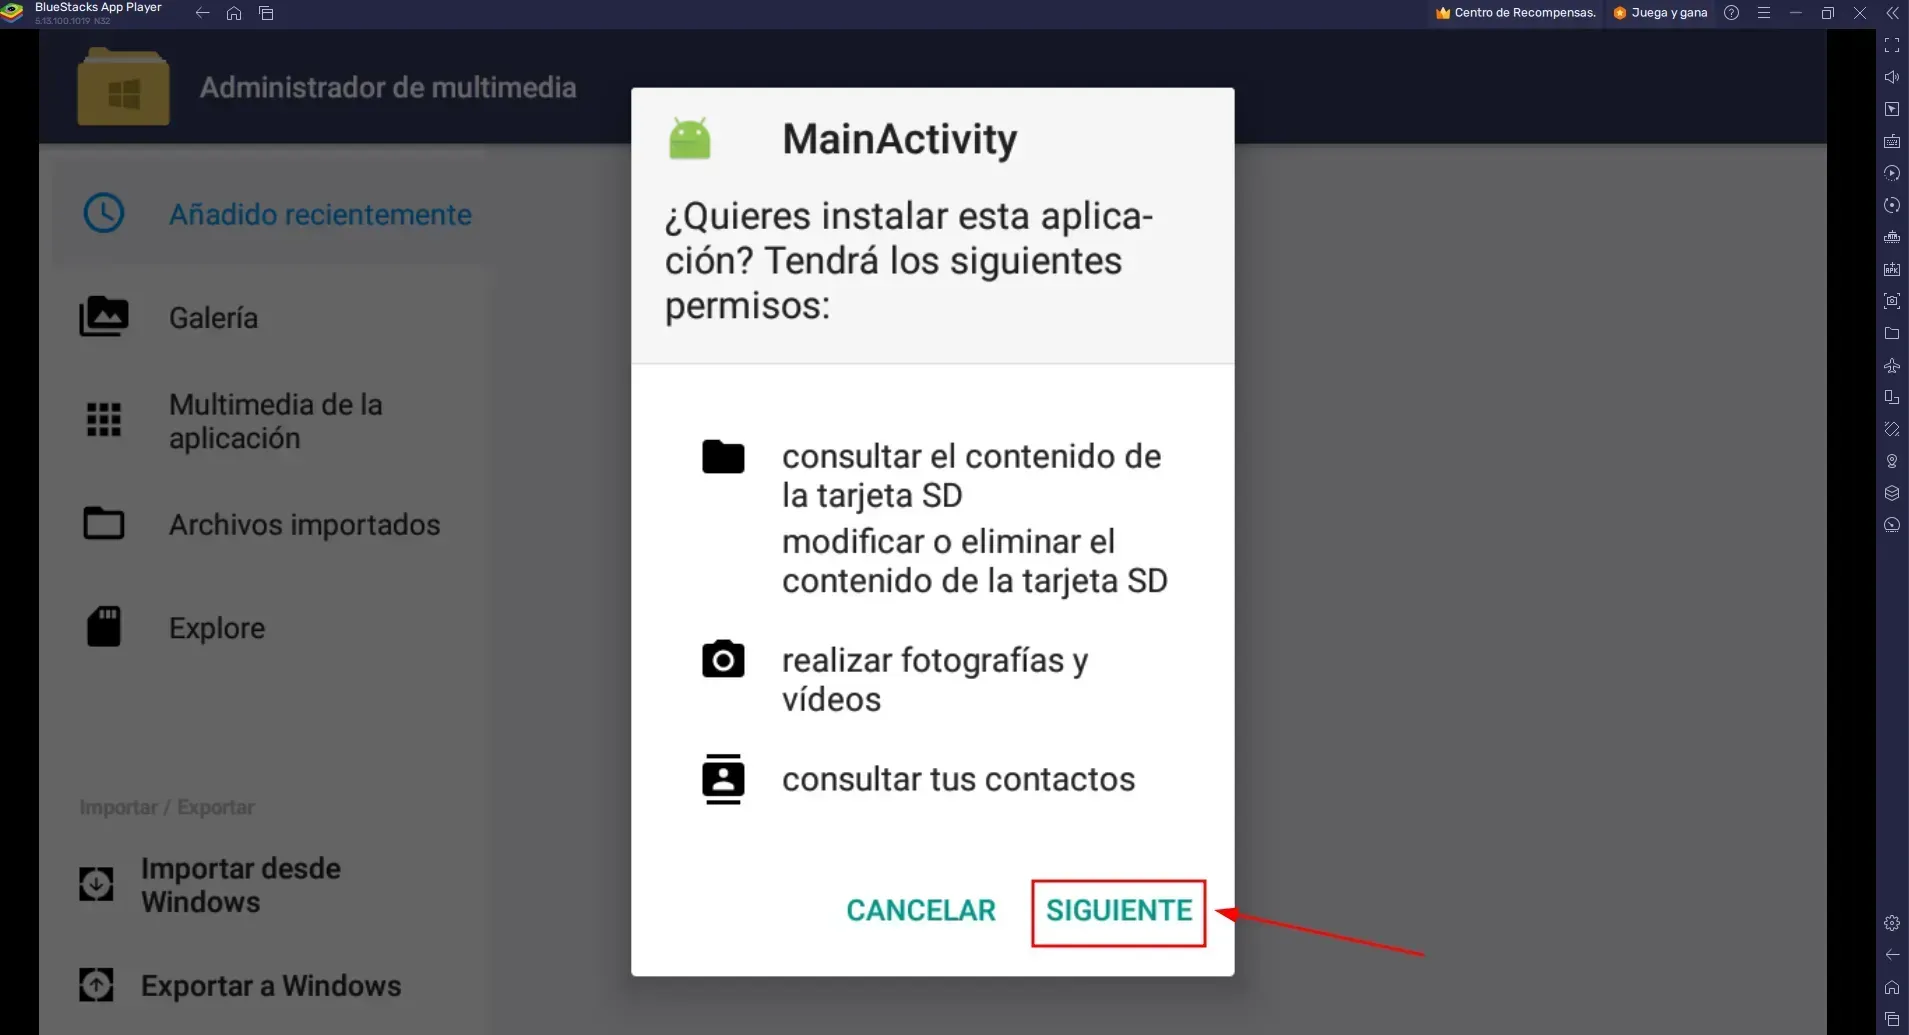 BlueStacks App Player
5.13.100.1019 N32
Centro de Recompensas.
Juega y gana
Administrador de multimedia
Añadido recientemente
Galería
Multimedia de la
aplicación
Archivos importados
Explore
Importar / Exportar
Importar desde
Windows
Exportar a Windows
MainActivity
¿Quieres instalar esta aplica-
ción? Tendrá los siguientes
permisos:
consultar el contenido de
la tarjeta SD
modificar o eliminar el
contenido de la tarjeta SD
realizar fotografías y
vídeos
consultar tus contactos
CANCELAR
SIGUIENTE